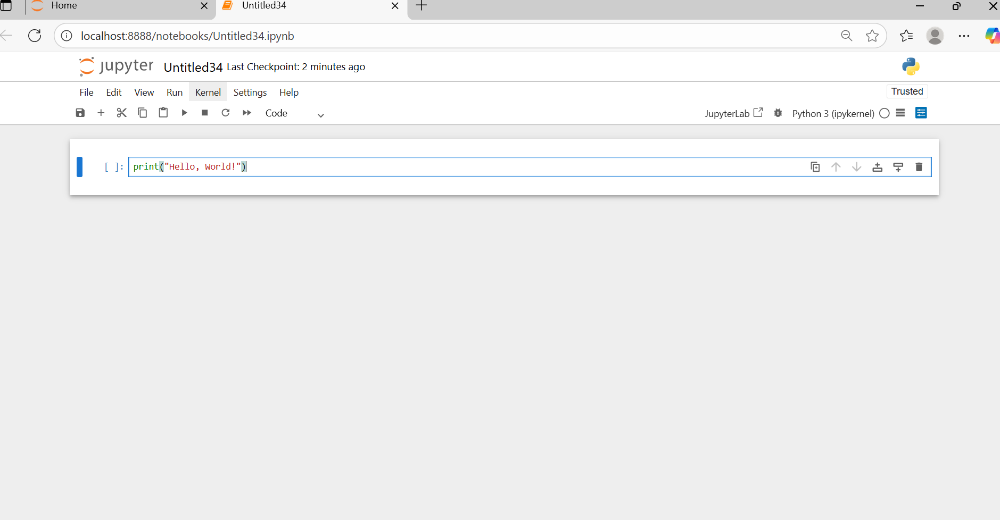 Home Untitled34
localhost:8888/notebooks/Untitled34.ipynb
jupyter Untitled34 Last Checkpoint: 2 minutes ago
File Edit View Run Kernel Settings Help Trusted
Code JupyterLab Python 3 (ipykernel)
[ ]: print("Hello, World!")